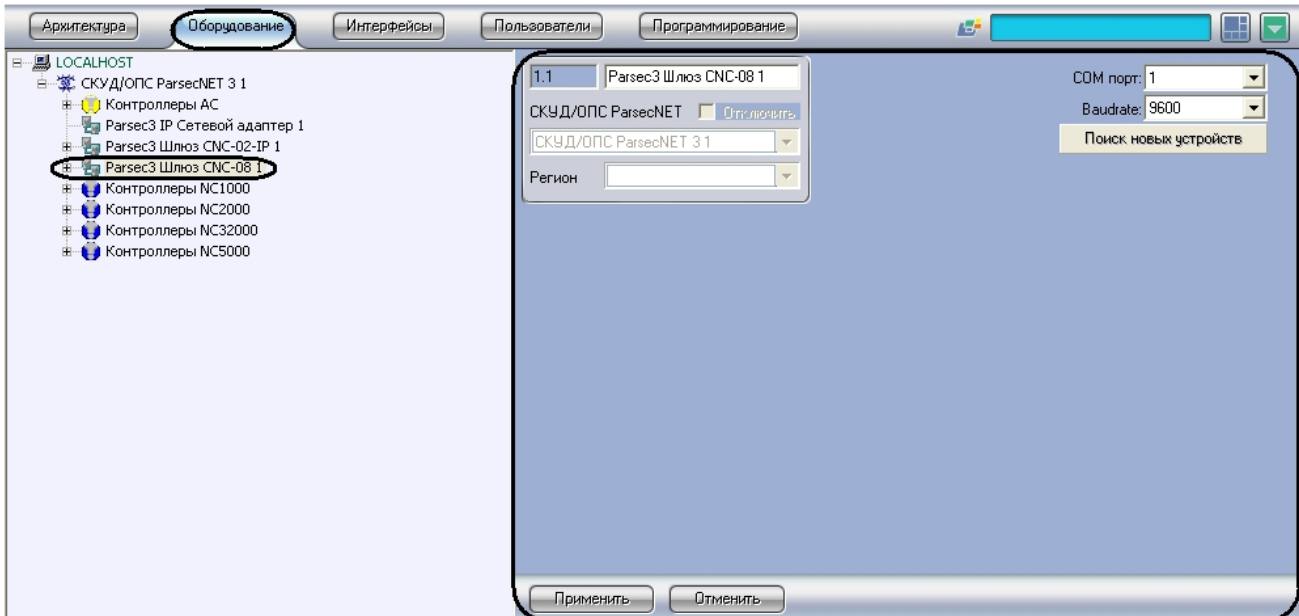 Архитектура Оборудование Интерфейсы Пользователи Программирование
LOCALHOST
СКУД/ОПС ParsecNET 3 1
Контроллеры AC
Parsec3 IP Сетевой адаптер 1
Parsec3 Шлюз CNC-02-IP 1
Parsec3 Шлюз CNC-08 1
Контроллеры NC1000
Контроллеры NC2000
Контроллеры NC32000
Контроллеры NC5000
1.1 Parsec3 Шлюз CNC-08 1
СКУД/ОПС ParsecNET Отключить
СКУД/ОПС ParsecNET 3 1
Регион
COM порт: 1
Baudrate: 9600
Поиск новых устройств
Применить Отменить